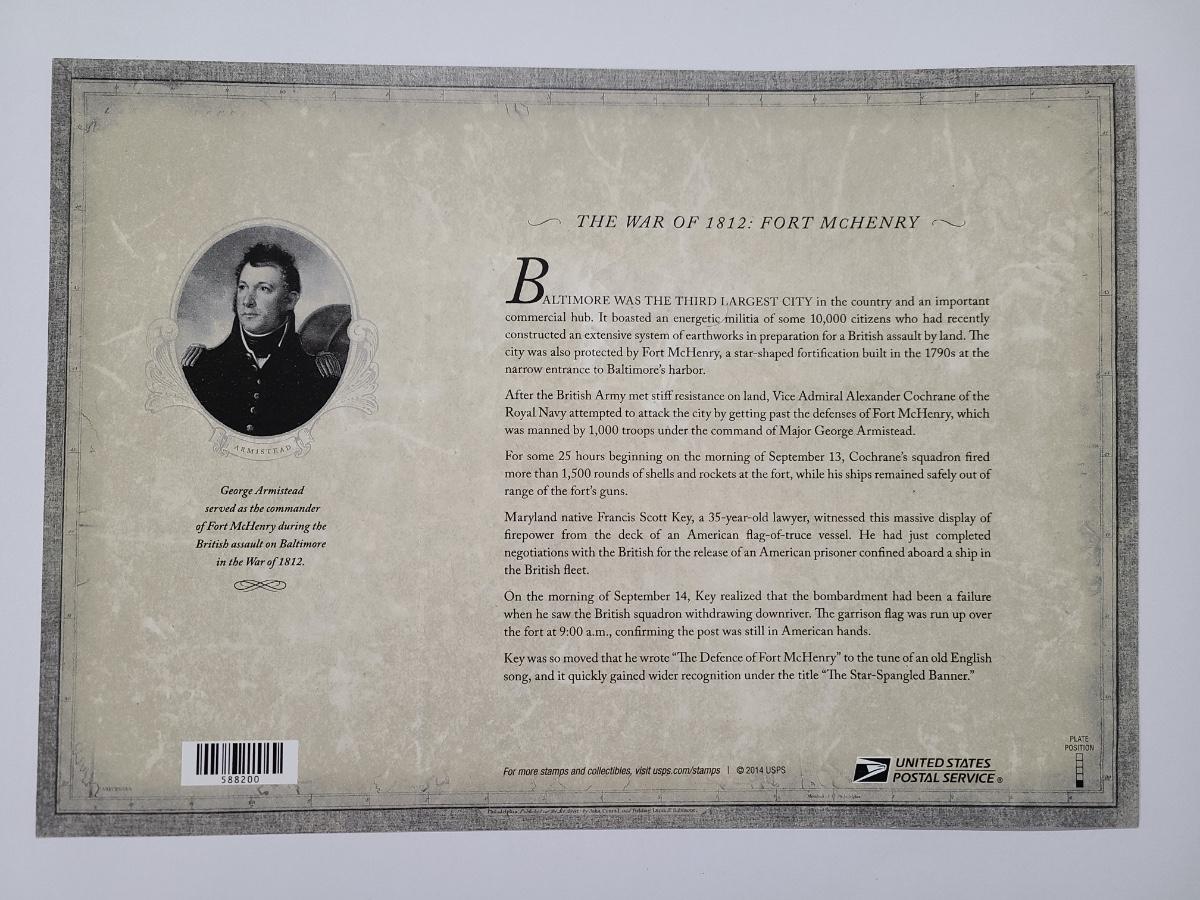 THE WAR OF 1812: FORT McHENRY
BALTIMORE WAS THE THIRD LARGEST CITY in the country and an important
commercial hub. It boasted an energetic militia of some 10,000 citizens who had recently
constructed an extensive system of earthworks in preparation for a British assault by land. The
city was also protected by Fort McHenry, a star-shaped fortification built in the 1790s at the
narrow entrance to Baltimore's harbor.
After the British Army met stiff resistance on land, Vice Admiral Alexander Cochrane of the
Royal Navy attempted to attack the city by getting past the defenses of Fort McHenry, which
was manned by 1,000 troops under the command of Major George Armistead.
For some 25 hours beginning on the morning of September 13, Cochrane's squadron fired
more than 1,500 rounds of shells and rockets at the fort, while his ships remained safely out of
range of the fort's guns.
Maryland native Francis Scott Key, a 35-year-old lawyer, witnessed this massive display of
firepower from the deck of an American flag-of-truce vessel. He had just completed
negotiations with the British for the release of an American prisoner confined aboard a ship in
the British fleet.
On the morning of September 14, Key realized that the bombardment had been a failure
when he saw the British squadron withdrawing downriver. The garrison flag was run up over
the fort at 9:00 a.m., confirming the post was still in American hands.
Key was so moved that he wrote “The Defence of Fort McHenry” to the tune of an old English
song, and it quickly gained wider recognition under the title “The Star-Spangled Banner.”
ARMISTEAD
George Armistead
served as the commander
of Fort McHenry during the
British assault on Baltimore
in the War of 1812.
588200
For more stamps and collectibles, visit usps.com/stamps | © 2014 USPS
UNITED STATES
POSTAL SERVICE®
PLATE
POSITION